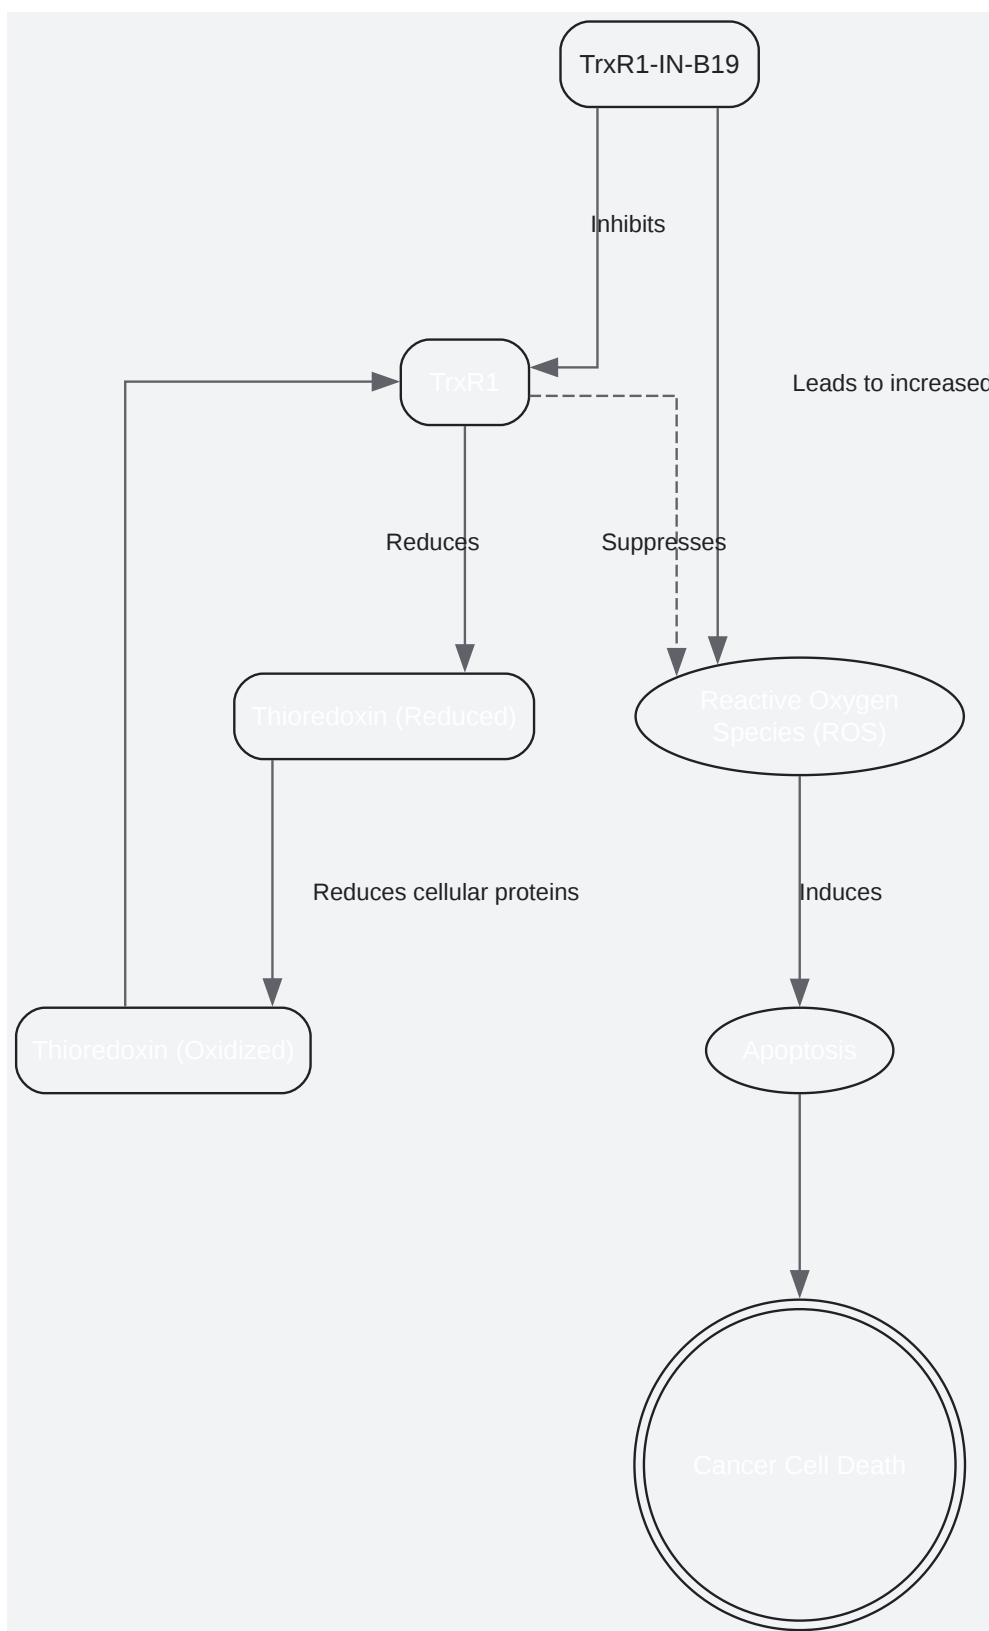 TrxR1-IN-B19
Inhibits
TrxR1
Leads to increased
Reduces
Suppresses
Thioredoxin (Reduced)
Reactive Oxygen
Species (ROS)
Reduces cellular proteins
Induces
Thioredoxin (Oxidized)
Apoptosis
Cancer Cell Death